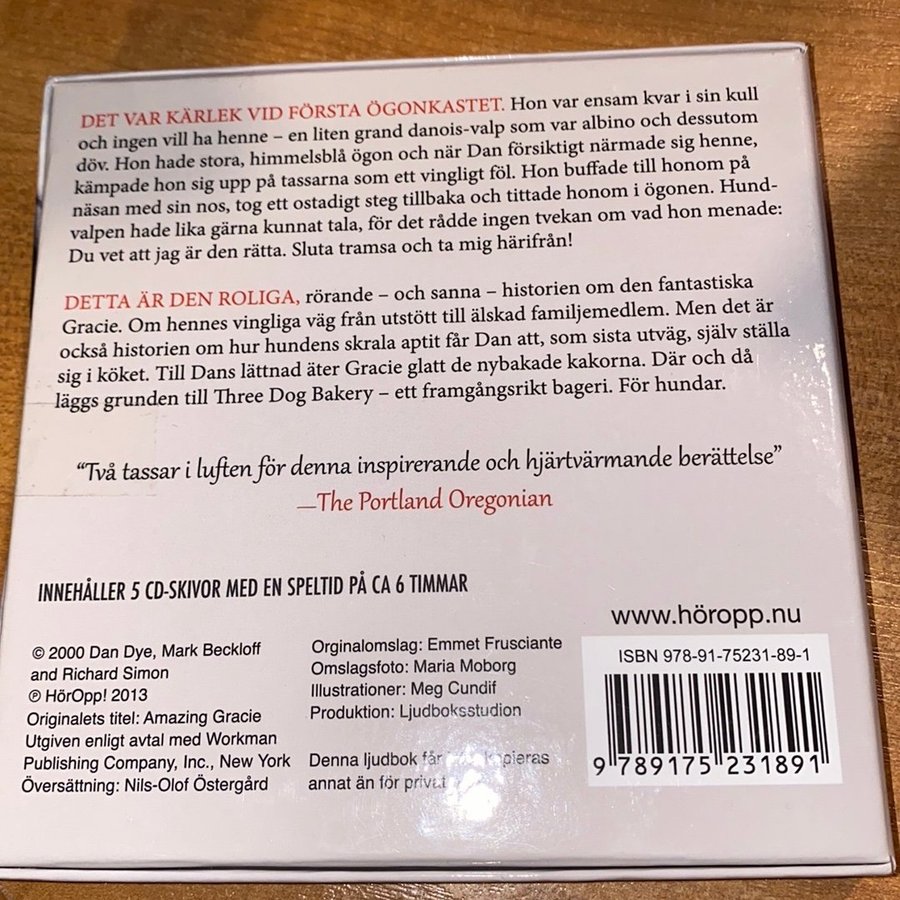 DET VAR KÄRLEK VID FÖRSTA ÖGONKASTET. Hon var ensam kvar i sin kull
och ingen vill ha henne – en liten grand danois-valp som var albino och dessutom
döv. Hon hade stora, himmelsblå ögon och när Dan försiktigt närmade sig henne,
kämpade hon sig upp på tassarna som ett vingligt föl. Hon buffade till honom på
näsan med sin nos, tog ett ostadigt steg tillbaka och tittade honom i ögonen. Hund-
valpen hade lika gärna kunnat tala, för det rådde ingen tvekan om vad hon menade:
Du vet att jag är den rätta. Sluta tramsa och ta mig härifrån!
DETTA ÄR DEN ROLIGA, rörande – och sanna – historien om den fantastiska
Gracie. Om hennes vingliga väg från utstött till älskad familjemedlem. Men det är
också historien om hur hundens skrala aptit får Dan att, som sista utväg, själv ställa
sig i köket. Till Dans lättnad äter Gracie glatt de nybakade kakorna. Där och då
läggs grunden till Three Dog Bakery – ett framgångsrikt bageri. För hundar.
“Två tassar i luften för denna inspirerande och hjärtvärmande berättelse”
—The Portland Oregonian
INNEHÅLLER 5 CD-SKIVOR MED EN SPELTID PÅ CA 6 TIMMAR
© 2000 Dan Dye, Mark Beckloff
and Richard Simon
℗ HörOpp! 2013
Originalets titel: Amazing Gracie
Utgiven enligt avtal med Workman
Publishing Company, Inc., New York
Översättning: Nils-Olof Östergård
Orginalomslag: Emmet Frusciante
Omslagsfoto: Maria Moborg
Illustrationer: Meg Cundif
Produktion: Ljudboksstudion
Denna ljudbok får
annat än för
www.höropp.nu
ISBN 978-91-75231-89-1
9 789175 231891